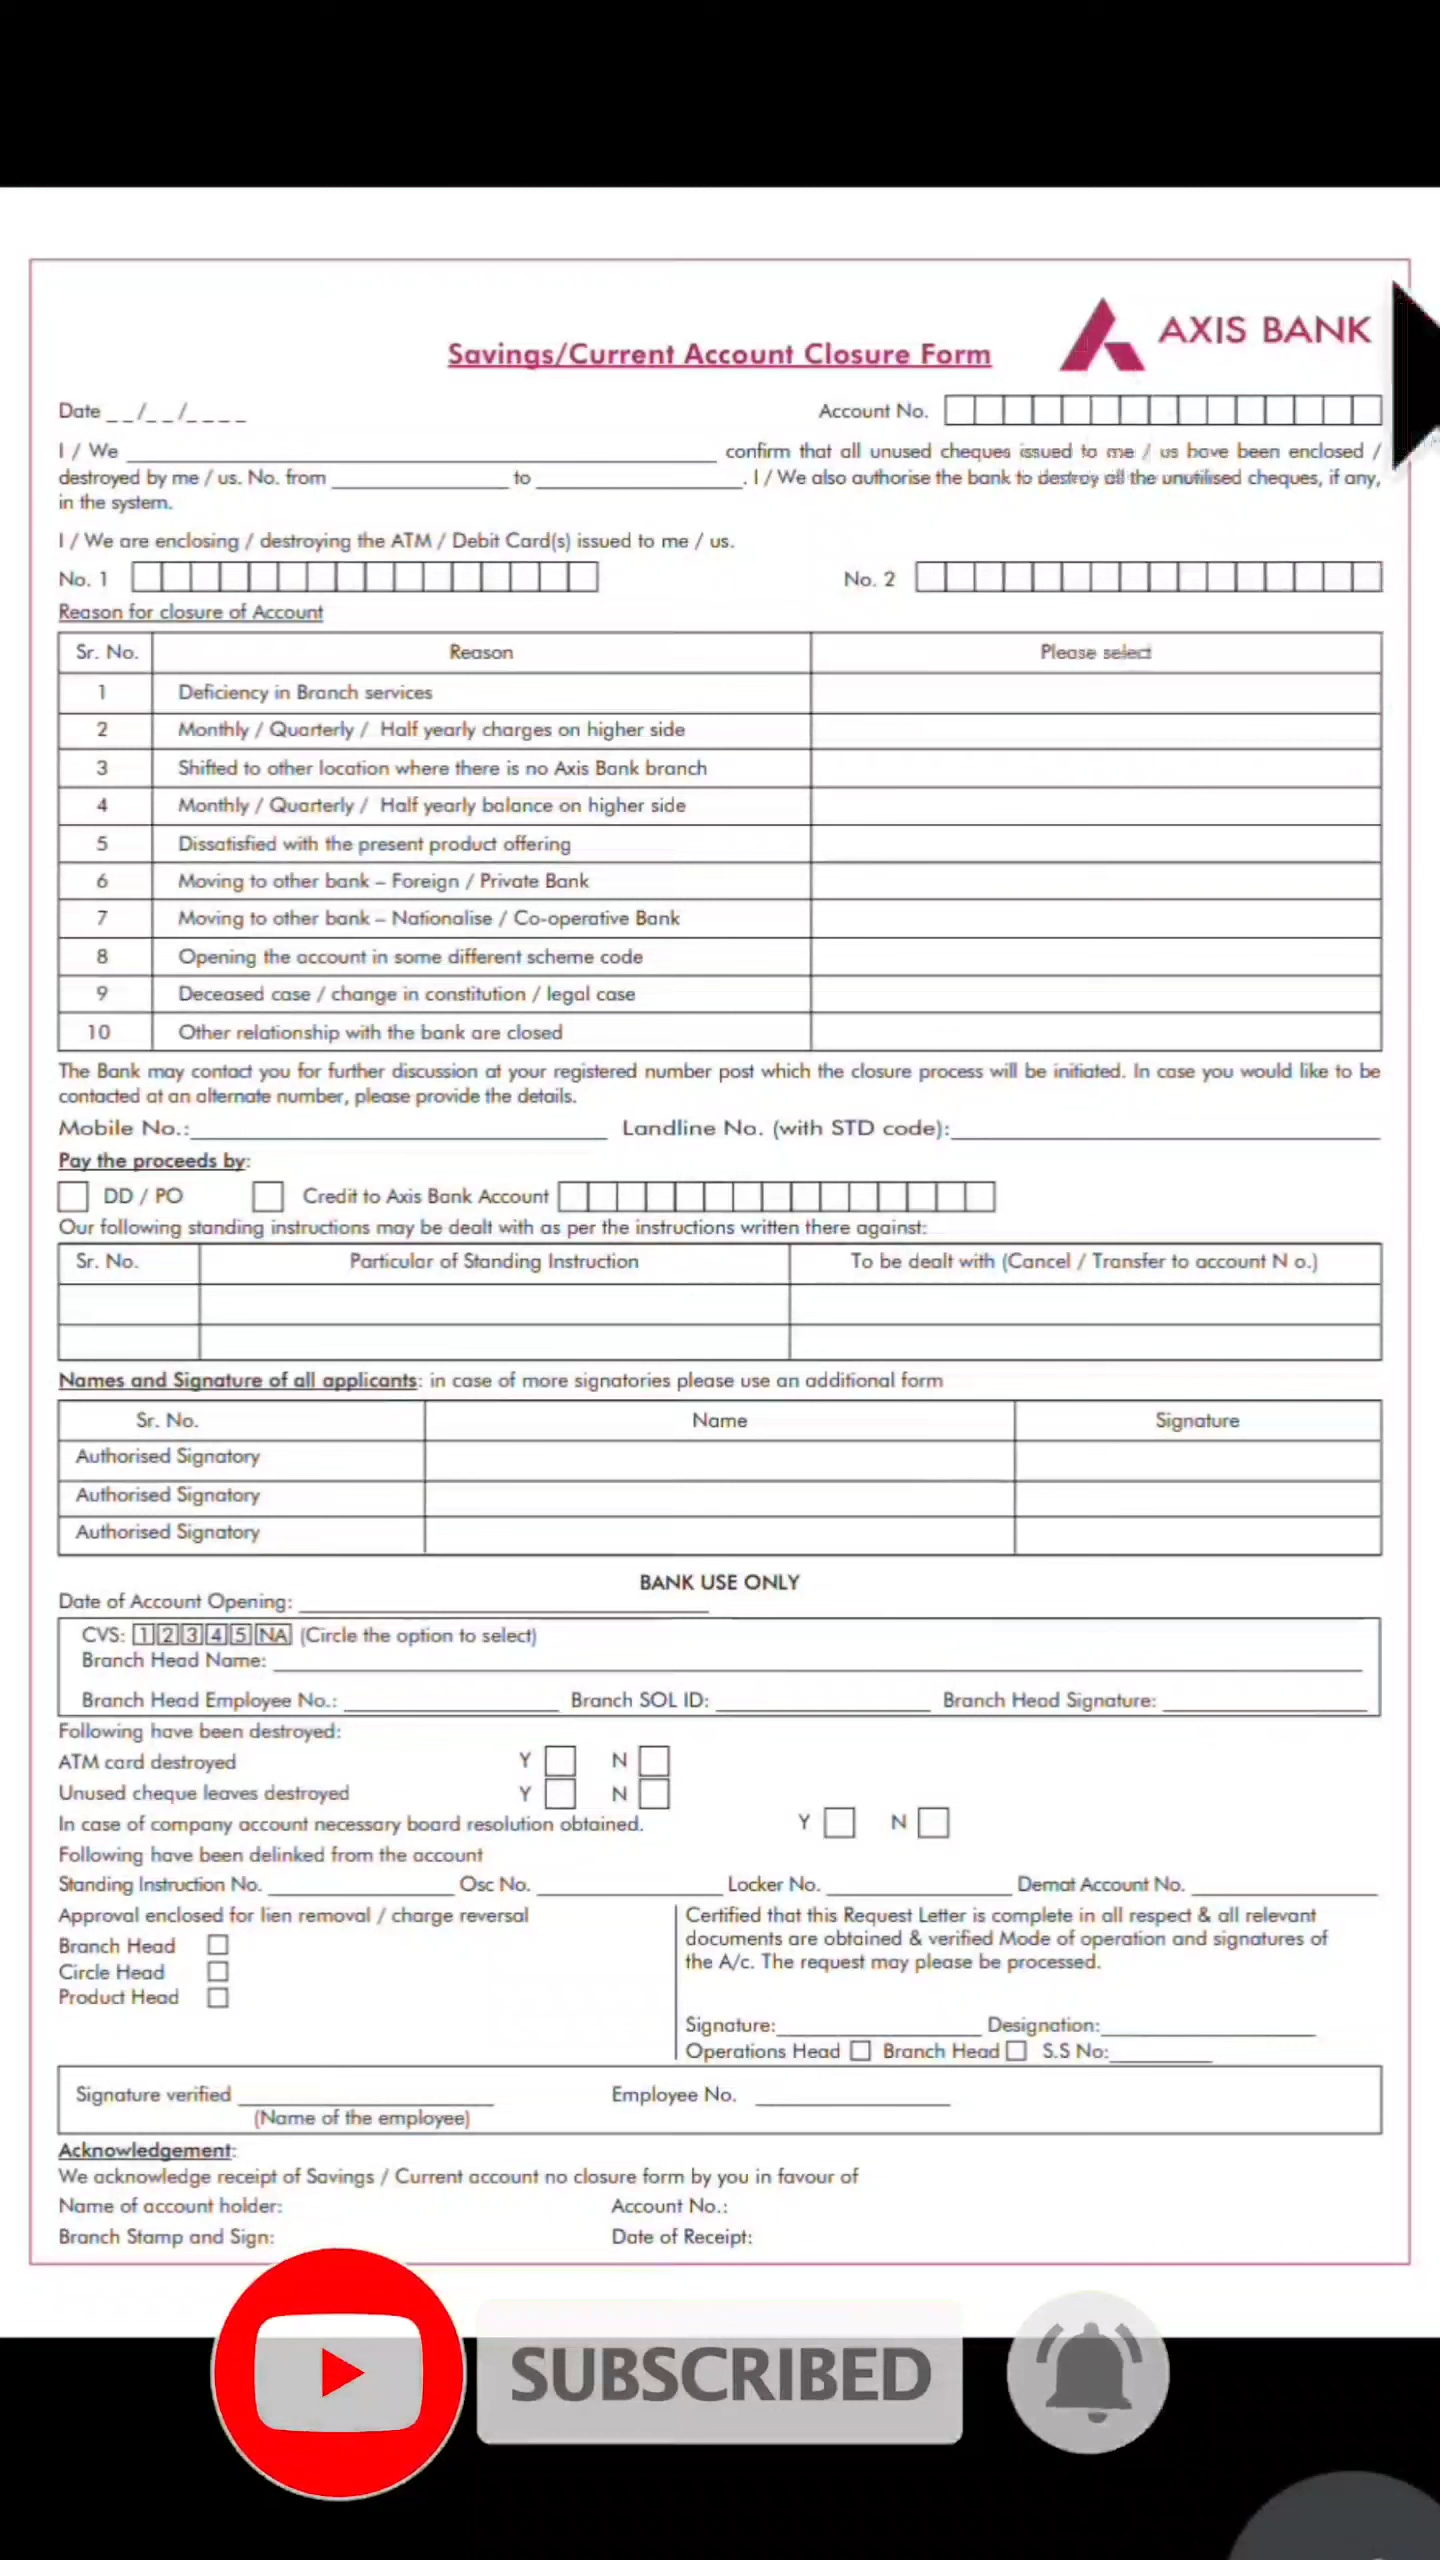 AXIS BANK
Savings/Current Account Closure Form
Date _ _/_ _/_ _ _ _ Account No.
I / We ____ confirm that all unused cheques issued to me / us have been enclosed /
destroyed by me / us. No. from ____ to ____. I / We also authorise the bank to destroy all the unutilised cheques, if any,
in the system.
I / We are enclosing / destroying the ATM / Debit Card(s) issued to me / us.
No. 1 No. 2
Reason for closure of Account
Sr. No. Reason Please select
1 Deficiency in Branch services
2 Monthly / Quarterly / Half yearly charges on higher side
3 Shifted to other location where there is no Axis Bank branch
4 Monthly / Quarterly / Half yearly balance on higher side
5 Dissatisfied with the present product offering
6 Moving to other bank – Foreign / Private Bank
7 Moving to other bank – Nationalise / Co-operative Bank
8 Opening the account in some different scheme code
9 Deceased case / change in constitution / legal case
10 Other relationship with the bank are closed
The Bank may contact you for further discussion at your registered number post which the closure process will be initiated. In case you would like to be
contacted at an alternate number, please provide the details.
Mobile No.:____ Landline No. (with STD code):____
Pay the proceeds by:
DD / PO Credit to Axis Bank Account
Our following standing instructions may be dealt with as per the instructions written there against:
Sr. No. Particular of Standing Instruction To be dealt with (Cancel / Transfer to account N o.)
Names and Signature of all applicants: in case of more signatories please use an additional form
Sr. No. Name Signature
Authorised Signatory
Authorised Signatory
Authorised Signatory
BANK USE ONLY
Date of Account Opening: ____
CVS: 1 2 3 4 5 NA (Circle the option to select)
Branch Head Name: ____
Branch Head Employee No.: ____ Branch SOL ID: ____ Branch Head Signature: ____
Following have been destroyed:
ATM card destroyed Y N
Unused cheque leaves destroyed Y N
In case of company account necessary board resolution obtained. Y N
Following have been delinked from the account
Standing Instruction No. ____ Osc No. ____ Locker No. ____ Demat Account No. ____
Approval enclosed for lien removal / charge reversal
Branch Head
Circle Head
Product Head
Certified that this Request Letter is complete in all respect & all relevant
documents are obtained & verified Mode of operation and signatures of
the A/c. The request may please be processed.
Signature:____ Designation:____
Operations Head Branch Head S.S No:____
Signature verified ____ Employee No. ____
(Name of the employee)
Acknowledgement:
We acknowledge receipt of Savings / Current account no closure form by you in favour of
Name of account holder: Account No.:
Branch Stamp and Sign: Date of Receipt:
SUBSCRIBED